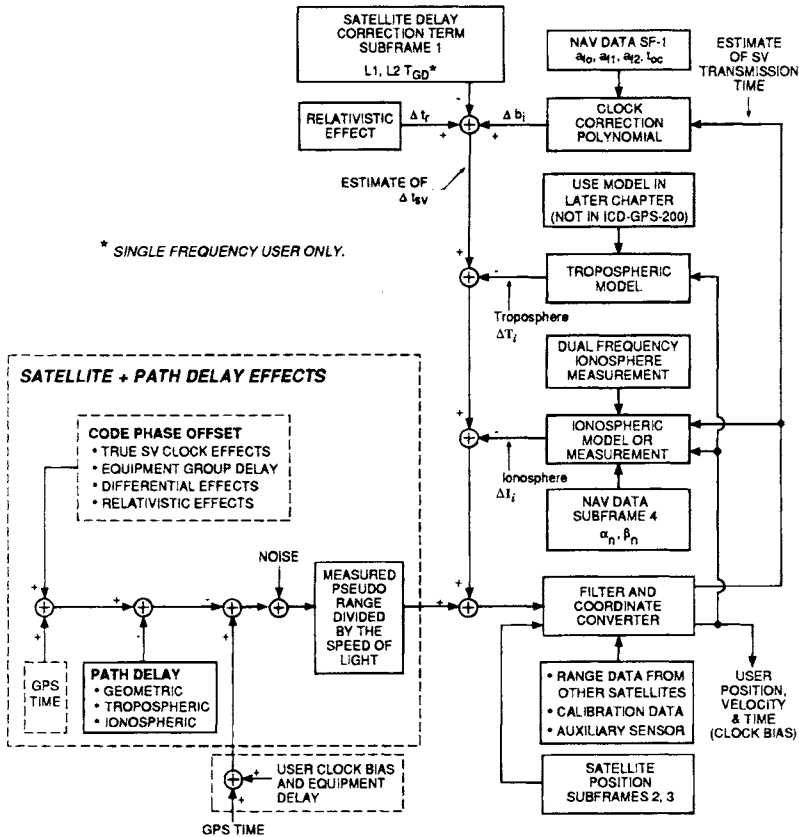 SATELLITE DELAY
CORRECTION TERM
SUBFRAME 1
L1, L2 T_GD*
NAV DATA SF-1
a_fo, a_f1, a_f2, t_oc
ESTIMATE
OF SV
TRANSMISSION
TIME
RELATIVISTIC
EFFECT
Δ t_r
+
-
+
Δ b_i
CLOCK
CORRECTION
POLYNOMIAL
ESTIMATE OF
Δ t_sv
USE MODEL IN
LATER CHAPTER
(NOT IN ICD-GPS-200)
* SINGLE FREQUENCY USER ONLY.
+
-
TROPOSPHERIC
MODEL
Troposphere
ΔT_i
DUAL FREQUENCY
IONOSPHERE
MEASUREMENT
SATELLITE + PATH DELAY EFFECTS
+
-
IONOSPHERIC
MODEL OR
MEASUREMENT
Ionosphere
ΔI_i
CODE PHASE OFFSET
• TRUE SV CLOCK EFFECTS
• EQUIPMENT GROUP DELAY
• DIFFERENTIAL EFFECTS
• RELATIVISTIC EFFECTS
NAV DATA
SUBFRAME 4
α_n, β_n
NOISE
MEASURED
PSEUDO
RANGE
DIVIDED
BY THE
SPEED OF
LIGHT
+
+
+
-
-
+
+
+
FILTER AND
COORDINATE
CONVERTER
GPS
TIME
PATH DELAY
• GEOMETRIC
• TROPOSPHERIC
• IONOSPHERIC
• RANGE DATA FROM
OTHER SATELLITES
• CALIBRATION DATA
• AUXILIARY SENSOR
USER
POSITION,
VELOCITY
& TIME
(CLOCK BIAS)
+
+
USER CLOCK BIAS
AND EQUIPMENT
DELAY
GPS TIME
SATELLITE
POSITION
SUBFRAMES 2, 3